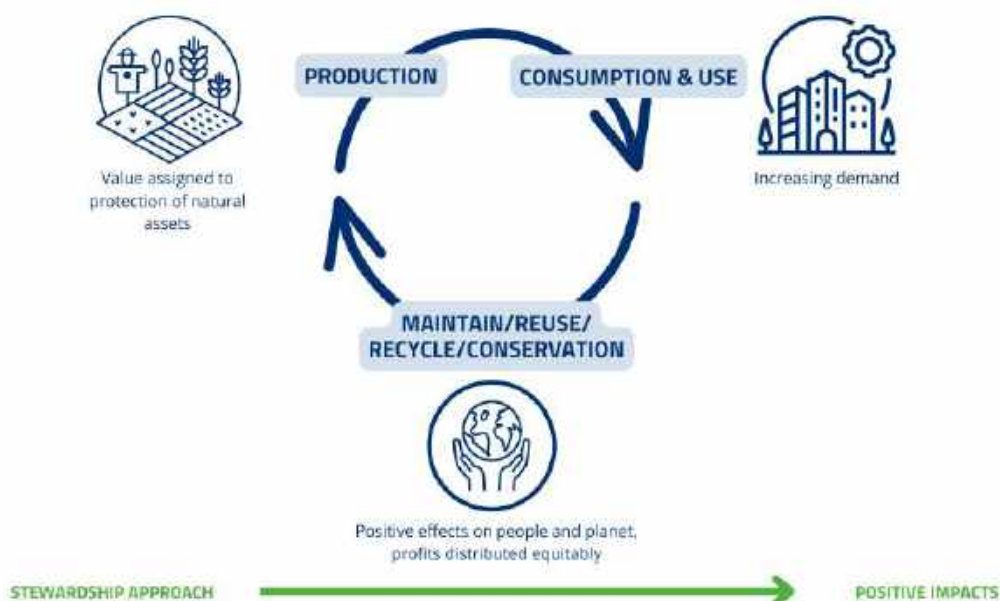 PRODUCTION
CONSUMPTION & USE
Value assigned to
protection of natural
assets
Increasing demand
MAINTAIN/REUSE/
RECYCLE/CONSERVATION
Positive effects on people and planet,
profits distributed equitably
STEWARDSHIP APPROACH
POSITIVE IMPACTS